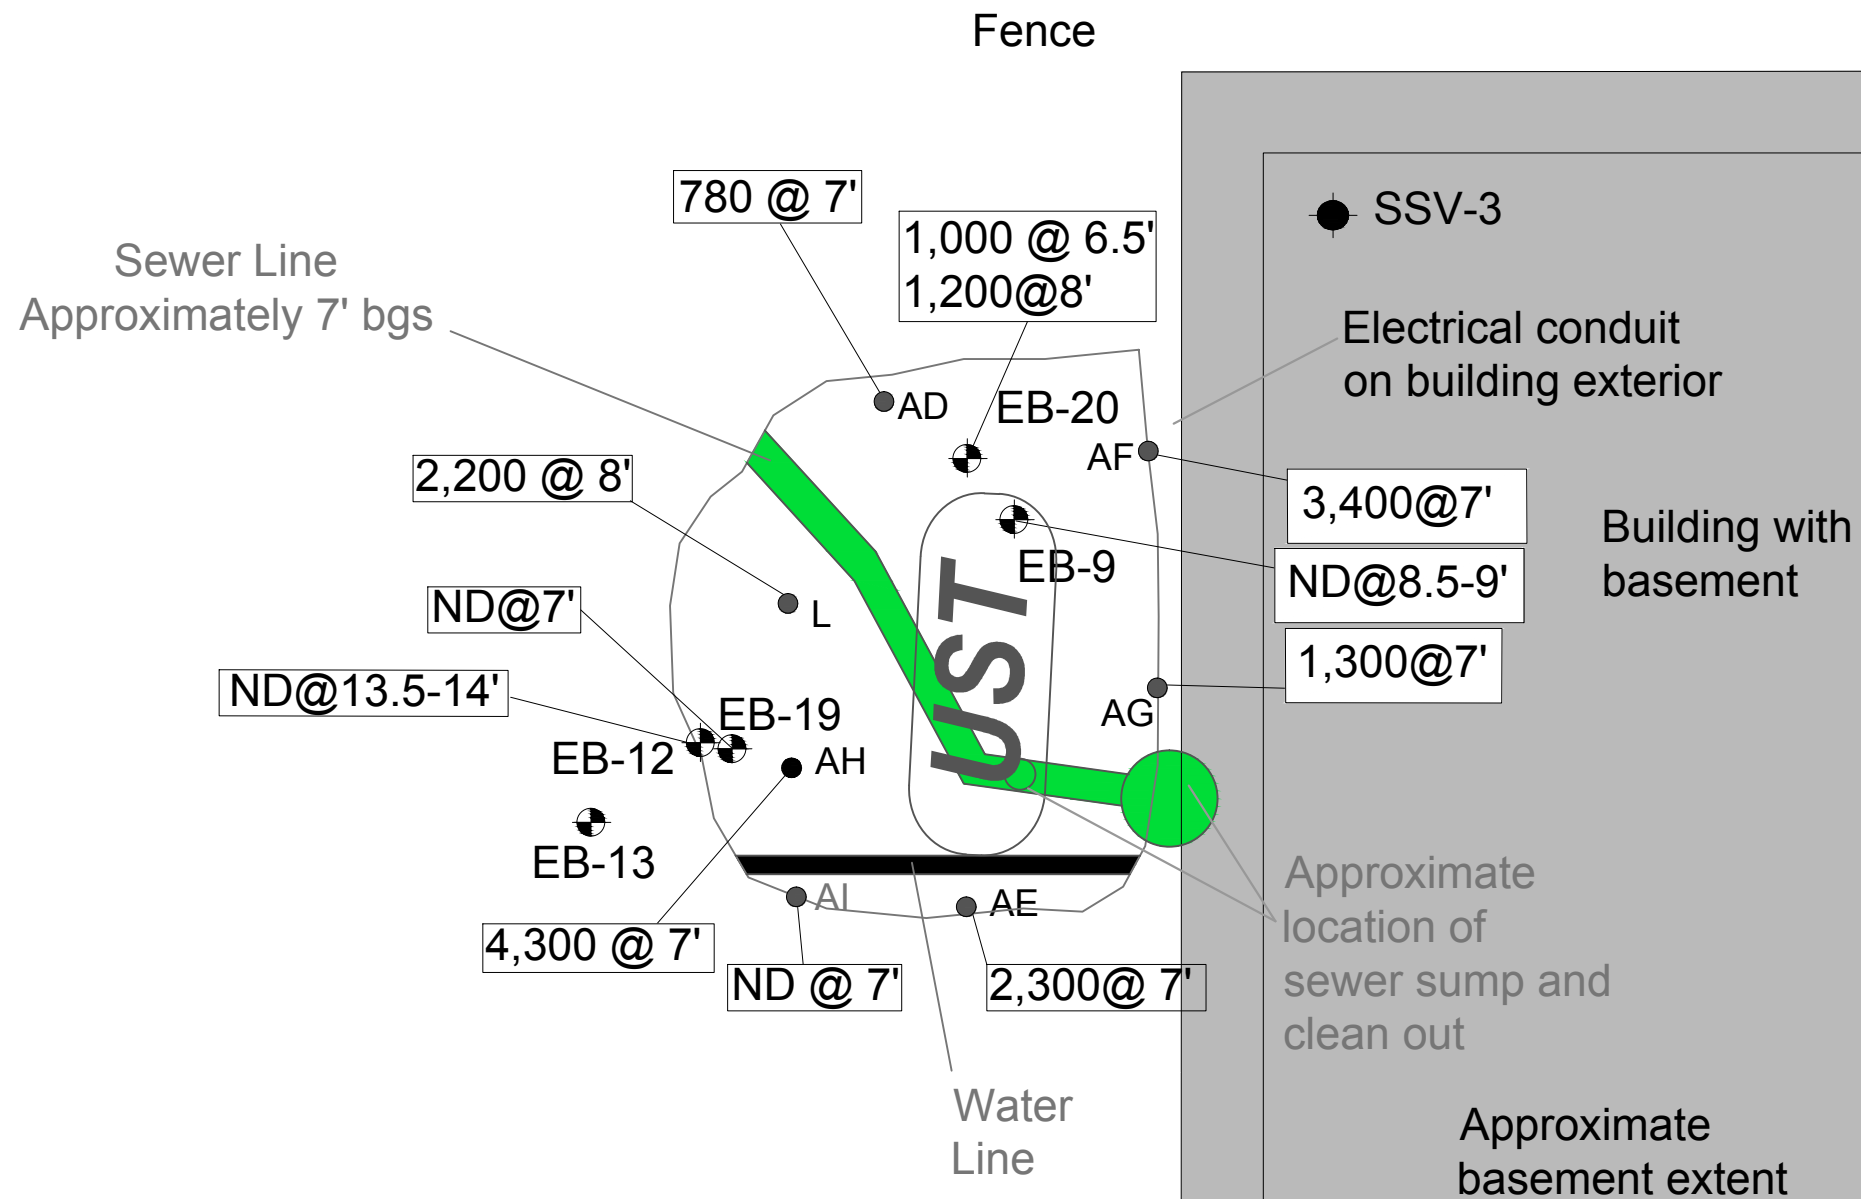 Fence
780 @ 7'
SSV-3
1,000 @ 6.5'
1,200@8'
Sewer Line
Approximately 7' bgs
Electrical conduit
on building exterior
AD
EB-20
AF
2,200 @ 8'
3,400@7'
Building with
basement
EB-9
ND@8.5-9'
ND@7'
L
UST
1,300@7'
ND@13.5-14'
EB-19
AG
EB-12
AH
EB-13
Approximate
location of
sewer sump and
clean out
AI
AE
4,300 @ 7'
ND @ 7'
2,300@ 7'
Water
Line
Approximate
basement extent